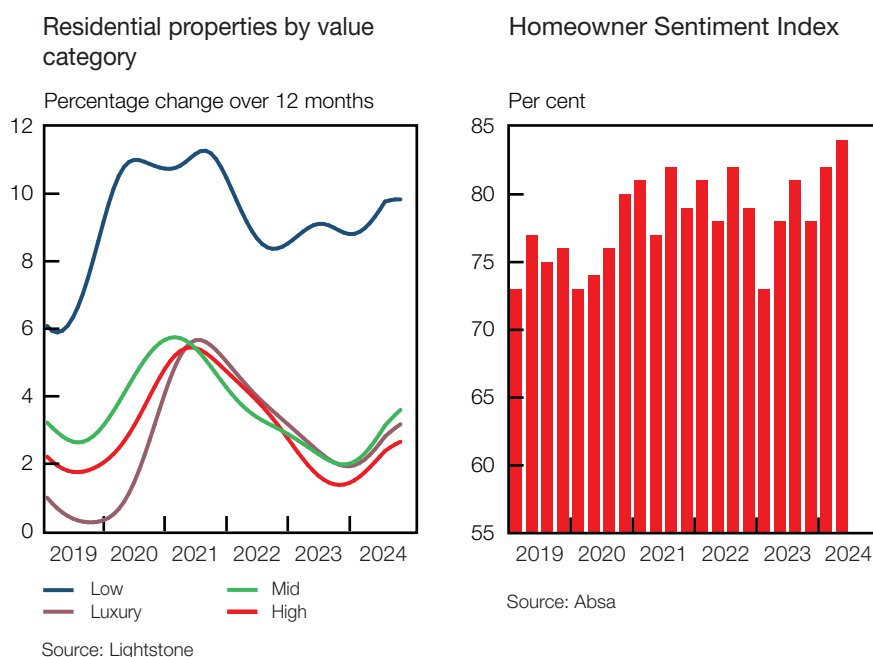 Residential properties by value
category
Percentage change over 12 months
12
10
8
6
4
2
0
2019 2020 2021 2022 2023 2024
Low
Mid
Luxury
High
Source: Lightstone
Homeowner Sentiment Index
Per cent
85
80
75
70
65
60
55
2019 2020 2021 2022 2023 2024
Source: Absa